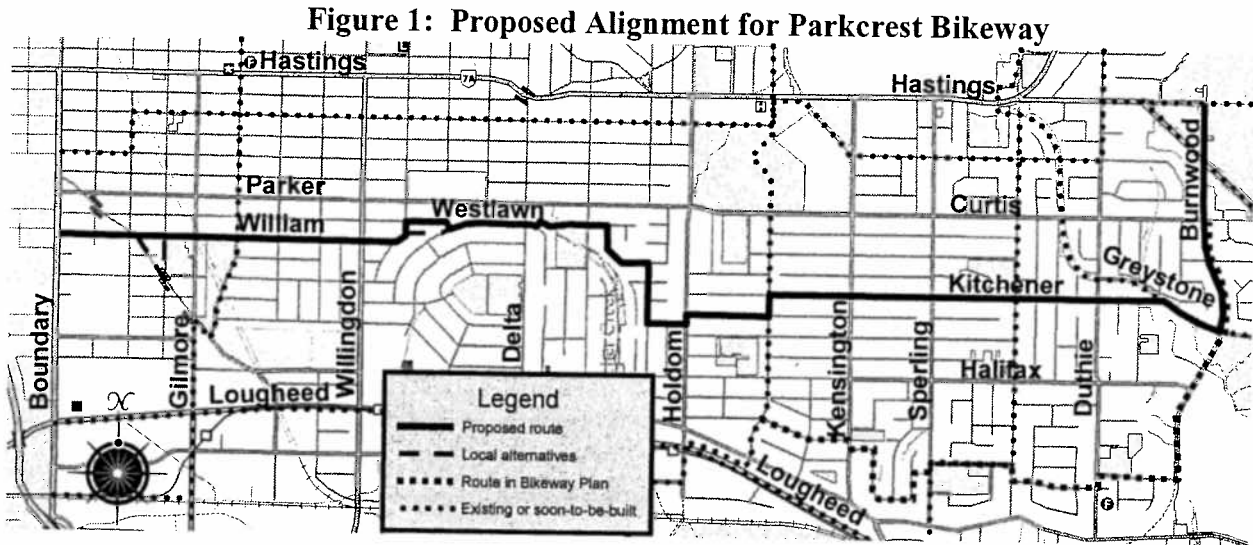 Figure 1: Proposed Alignment for Parkcrest Bikeway
F
Hastings
7A
Hastings
H
Parker
William
Westlawn
Curtis
Burnwood
Greystone
Kitchener
Boundary
Gilmore
Willingdon
Delta
Holdom
Kensington
Sperling
Halifax
Duthie
Lougheed
N
Lougheed
F
Legend
Proposed route
Local alternatives
Route in Bikeway Plan
Existing or soon-to-be-built